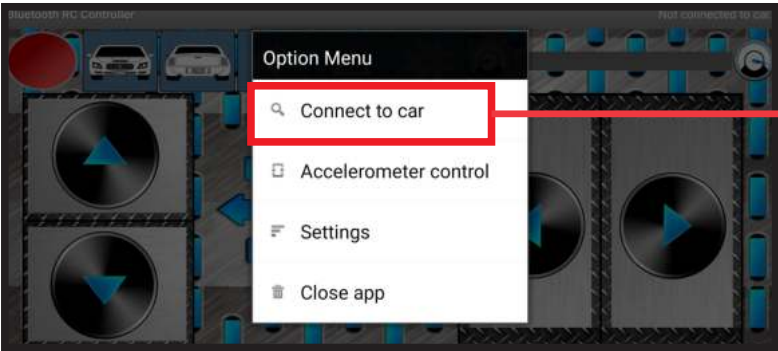 Bluetooth RC Controller
Not connected to car
Option Menu
Connect to car
Accelerometer control
Settings
Close app